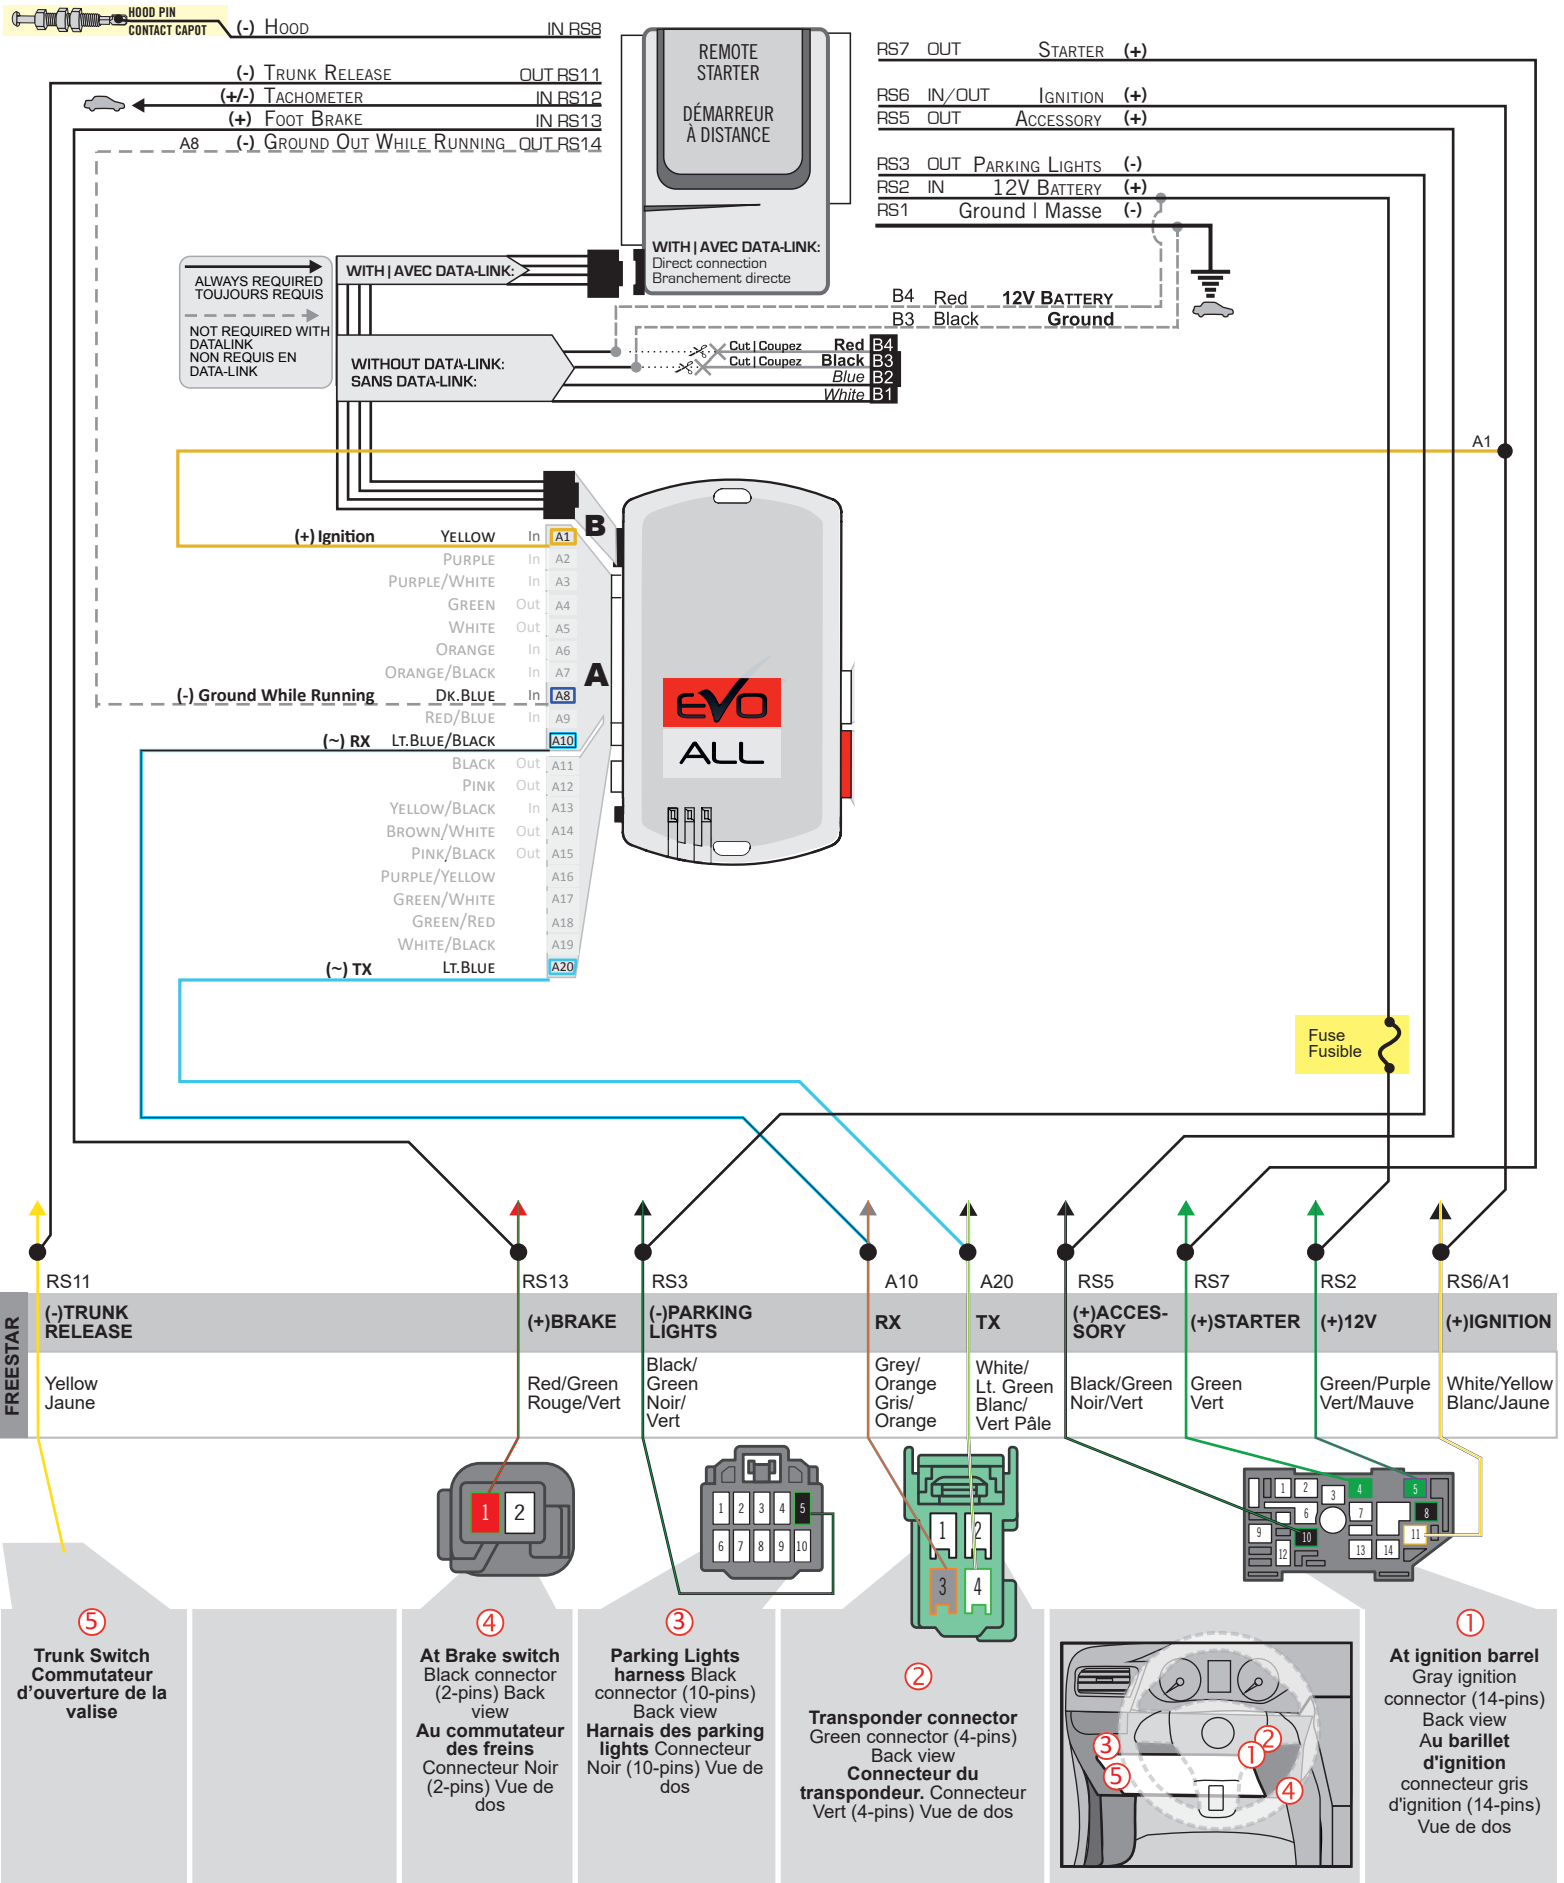 HOOD PIN
CONTACT CAPOT
(-) Hood IN RS8
(-) Trunk Release OUT RS11
(+/-) Tachometer IN RS12
(+) Foot Brake IN RS13
A8 (-) Ground Out While Running OUT RS14
REMOTE
STARTER
DÉMARREUR
À DISTANCE
WITH | AVEC DATA-LINK:
Direct connection
Branchement directe
RS7 OUT Starter (+)
RS6 IN/OUT Ignition (+)
RS5 OUT Accessory (+)
RS3 OUT Parking Lights (-)
RS2 IN 12V Battery (+)
RS1 Ground | Masse (-)
ALWAYS REQUIRED
TOUJOURS REQUIS
NOT REQUIRED WITH
DATALINK
NON REQUIS EN
DATA-LINK
WITH | AVEC DATA-LINK:
WITHOUT DATA-LINK:
SANS DATA-LINK:
B4 Red 12V Battery
B3 Black Ground
Cut | Coupez Red B4
Cut | Coupez Black B3
Blue B2
White B1
A1
B
A
(+) Ignition Yellow In A1
Purple In A2
Purple/White In A3
Green Out A4
White Out A5
Orange In A6
Orange/Black In A7
(-) Ground While Running Dk.Blue In A8
Red/Blue In A9
(~) RX Lt.Blue/Black A10
Black Out A11
Pink Out A12
Yellow/Black In A13
Brown/White Out A14
Pink/Black Out A15
Purple/Yellow A16
Green/White A17
Green/Red A18
White/Black A19
(~) TX Lt.Blue A20
EVO
ALL
Fuse
Fusible
RS11 RS13 RS3 A10 A20 RS5 RS7 RS2 RS6/A1
FREESTAR
(-)TRUNK
RELEASE
(+)BRAKE
(-)PARKING
LIGHTS
RX
TX
(+)ACCES-
SORY
(+)STARTER
(+)12V
(+)IGNITION
Yellow
Jaune
Red/Green
Rouge/Vert
Black/
Green
Noir/
Vert
Grey/
Orange
Gris/
Orange
White/
Lt. Green
Blanc/
Vert Pâle
Black/Green
Noir/Vert
Green
Vert
Green/Purple
Vert/Mauve
White/Yellow
Blanc/Jaune
1 2
1 2 3 4 5
6 7 8 9 10
1 2
3 4
1 2 3 4 5
6 7 8
9 10 11
12 13 14
5
Trunk Switch
Commutateur
d'ouverture de la
valise
4
At Brake switch
Black connector
(2-pins) Back
view
Au commutateur
des freins
Connecteur Noir
(2-pins) Vue de
dos
3
Parking Lights
harness Black
connector (10-pins)
Back view
Harnais des parking
lights Connecteur
Noir (10-pins) Vue de
dos
2
Transponder connector
Green connector (4-pins)
Back view
Connecteur du
transpondeur. Connecteur
Vert (4-pins) Vue de dos
3 2
1
5
4
1
At ignition barrel
Gray ignition
connector (14-pins)
Back view
Au barillet
d'ignition
connecteur gris
d'ignition (14-pins)
Vue de dos